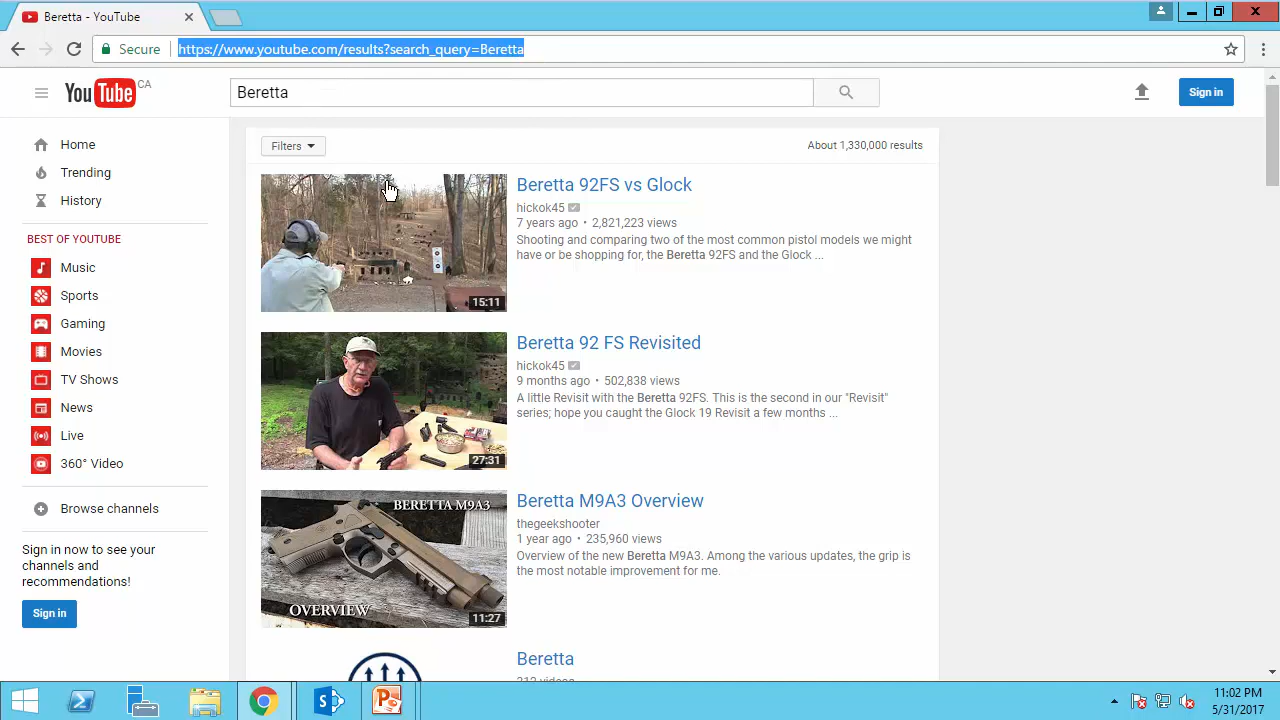 Beretta - YouTube
Secure
https://www.youtube.com/results?search_query=Beretta
YouTube CA
Beretta
Sign in
Home
Trending
History
BEST OF YOUTUBE
Music
Sports
Gaming
Movies
TV Shows
News
Live
360° Video
Browse channels
Sign in now to see your
channels and
recommendations!
Sign in
Filters
About 1,330,000 results
15:11
Beretta 92FS vs Glock
hickok45
7 years ago • 2,821,223 views
Shooting and comparing two of the most common pistol models we might
have or be shopping for, the Beretta 92FS and the Glock ...
27:31
Beretta 92 FS Revisited
hickok45
9 months ago • 502,838 views
A little Revisit with the Beretta 92FS. This is the second in our "Revisit"
series; hope you caught the Glock 19 Revisit a few months ...
BERETTA M9A3
OVERVIEW
11:27
Beretta M9A3 Overview
thegeekshooter
1 year ago • 235,960 views
Overview of the new Beretta M9A3. Among the various updates, the grip is
the most notable improvement for me.
Beretta
11:02 PM
5/31/2017